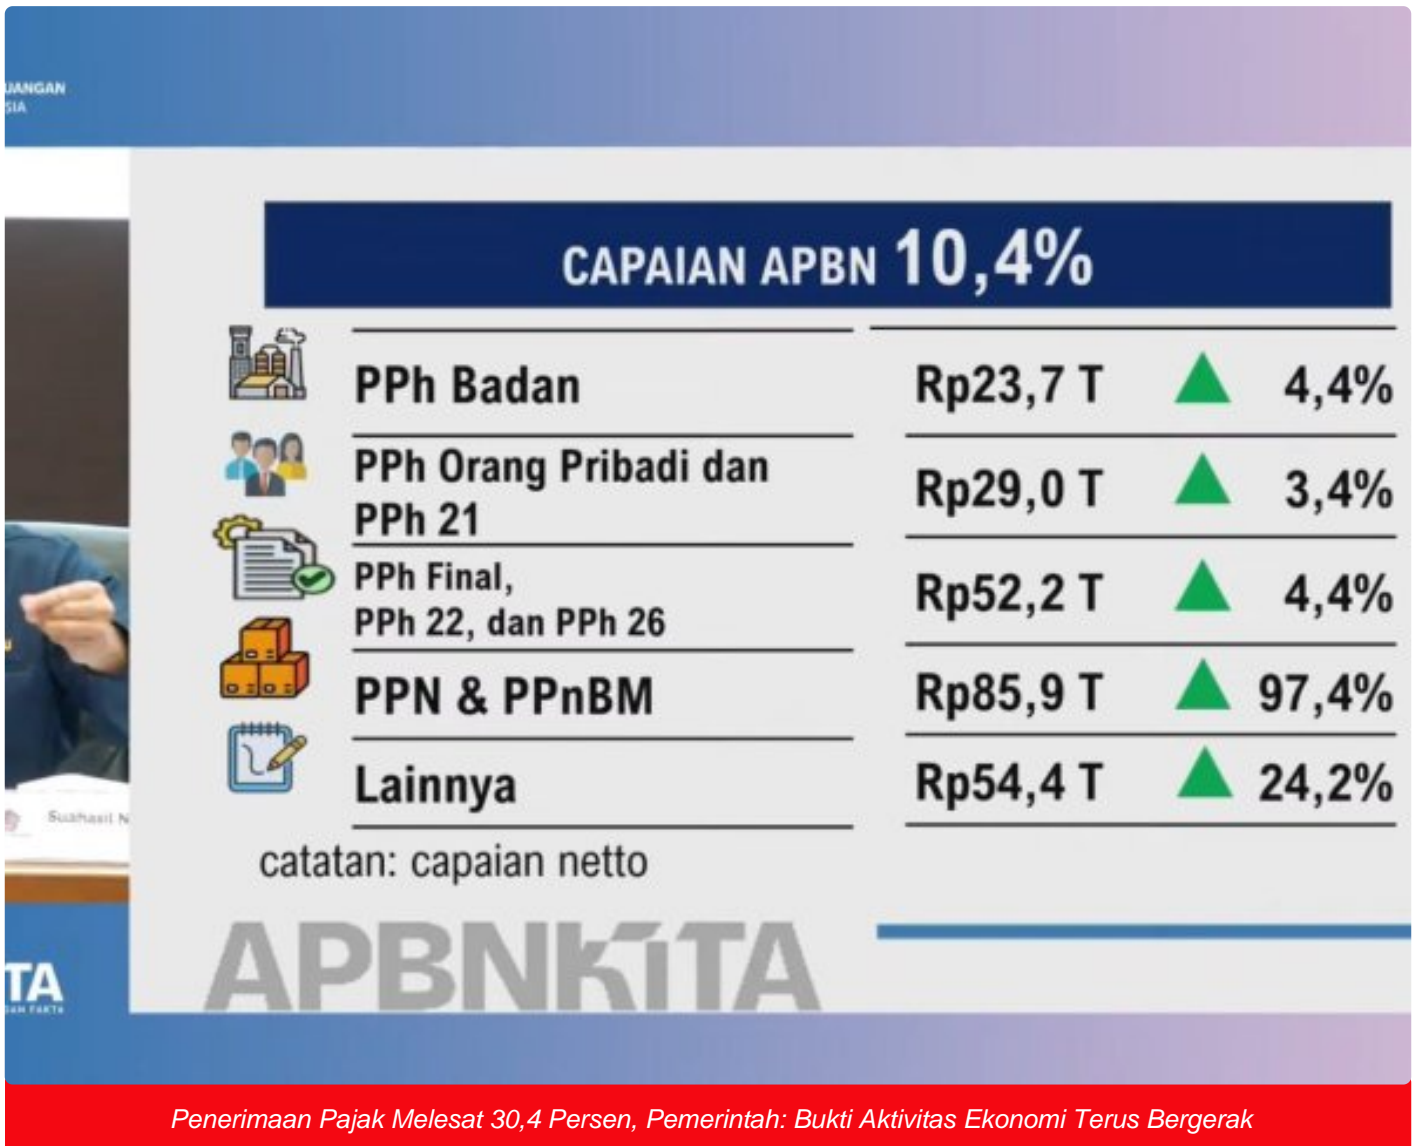 UANGAN
SIA
CAPAIAN APBN 10,4%
PPh Badan Rp23,7 T 4,4%
PPh Orang Pribadi dan
PPh 21 Rp29,0 T 3,4%
PPh Final,
PPh 22, dan PPh 26 Rp52,2 T 4,4%
PPN & PPnBM Rp85,9 T 97,4%
Lainnya Rp54,4 T 24,2%
catatan: capaian netto
Suahasil N
APBNKiTA
TA
DAN FAKTA
Penerimaan Pajak Melesat 30,4 Persen, Pemerintah: Bukti Aktivitas Ekonomi Terus Bergerak